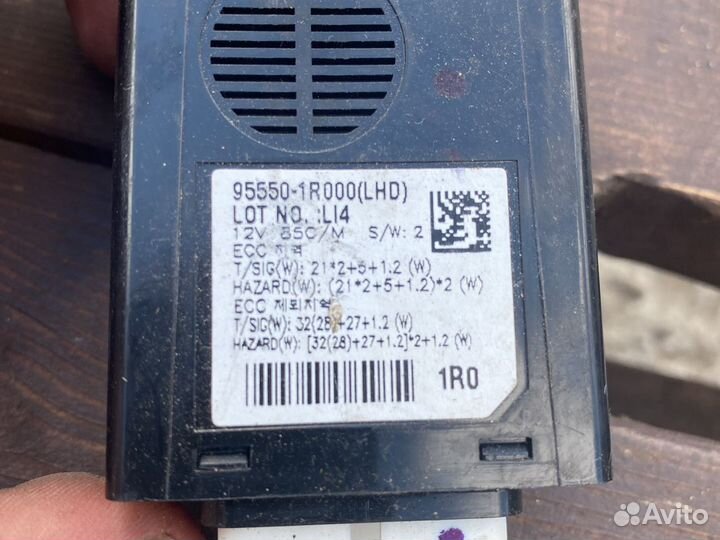 95550-1R000(LHD)
LOT NO. :LI4
12V 85C/M S/W: 2
ECC 지역
T/SIG(W): 21*2+5+1.2 (W)
HAZARD(W): (21*2+5+1.2)*2 (W)
ECC 제외지역
T/SIG(W): 32(28)+27+1.2 (W)
HAZARD(W): [32(28)+27+1.2]*2+1.2 (W)
1R0
Avito